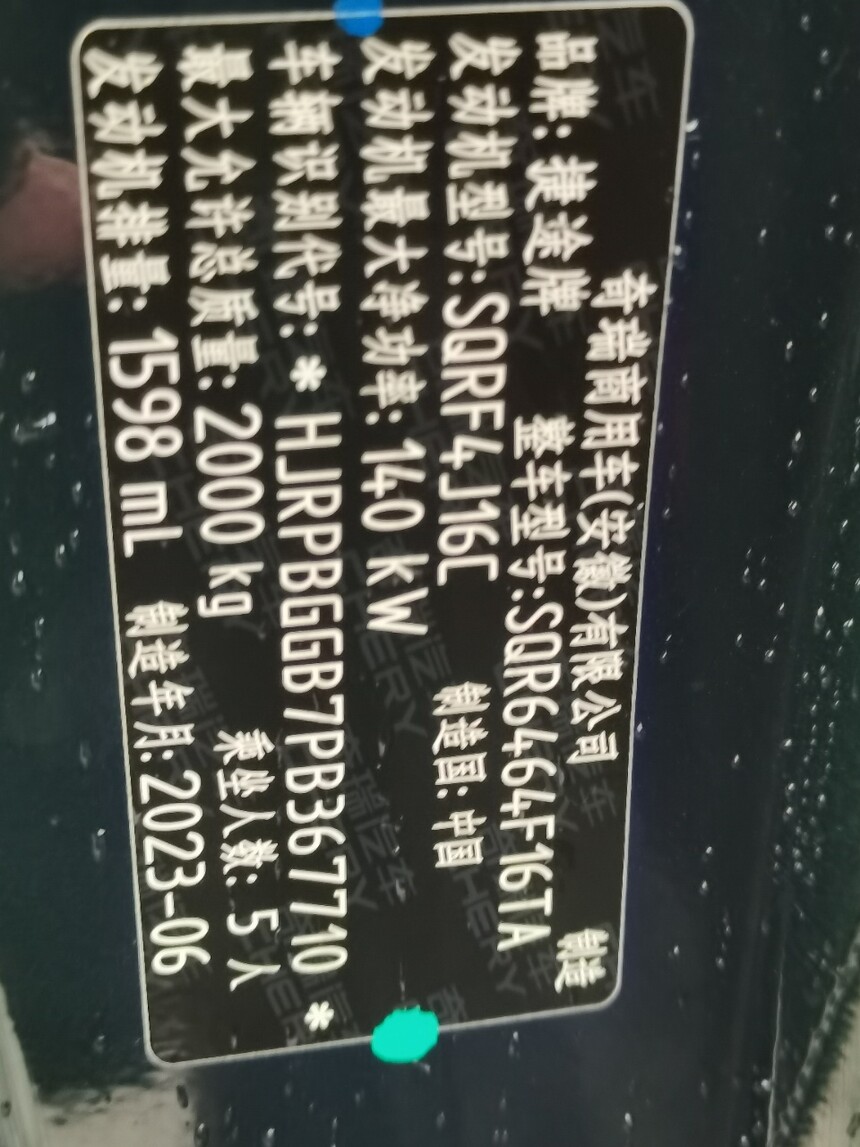 奇瑞商用车(安徽)有限公司 制造
品牌: 捷途牌 整车型号:SQR6464F16TA
发动机型号:SQRF4J16C 制造国:中国
发动机最大净功率: 140 kW
车辆识别代号: * HJRPBGGB7PB367710 *
最大允许总质量: 2000 kg 乘坐人数: 5 人
发动机排量: 1598 mL 制造年月:2023-06